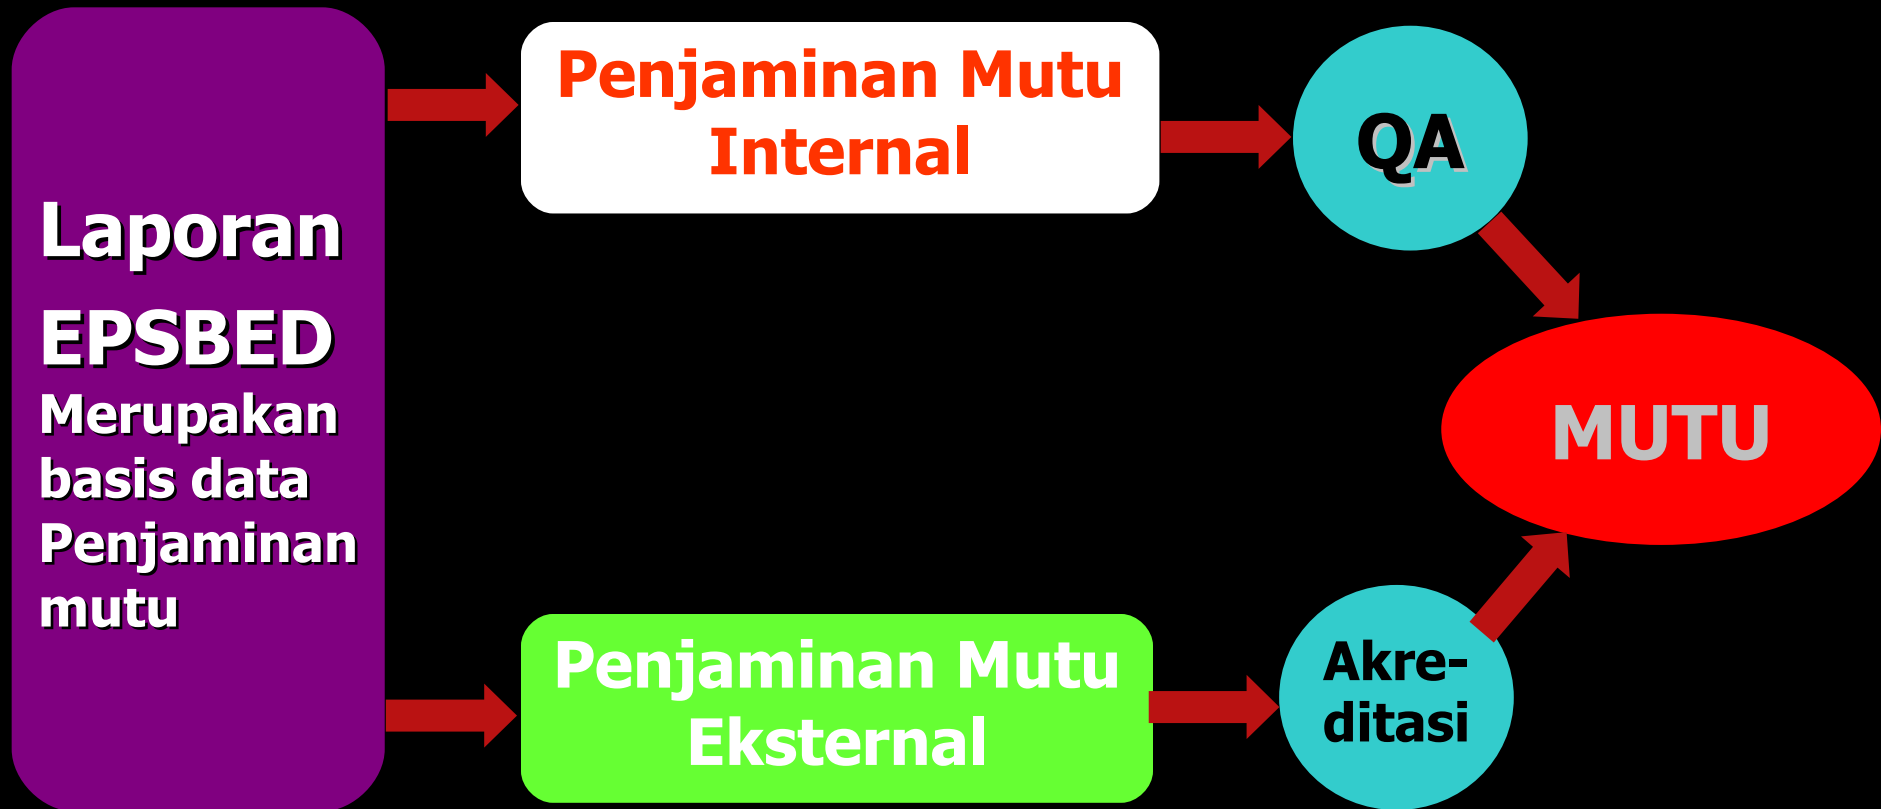 Laporan
EPSBED
Merupakan
basis data
Penjaminan
mutu
Penjaminan Mutu
Internal
QA
MUTU
Penjaminan Mutu
Eksternal
Akre-
ditasi